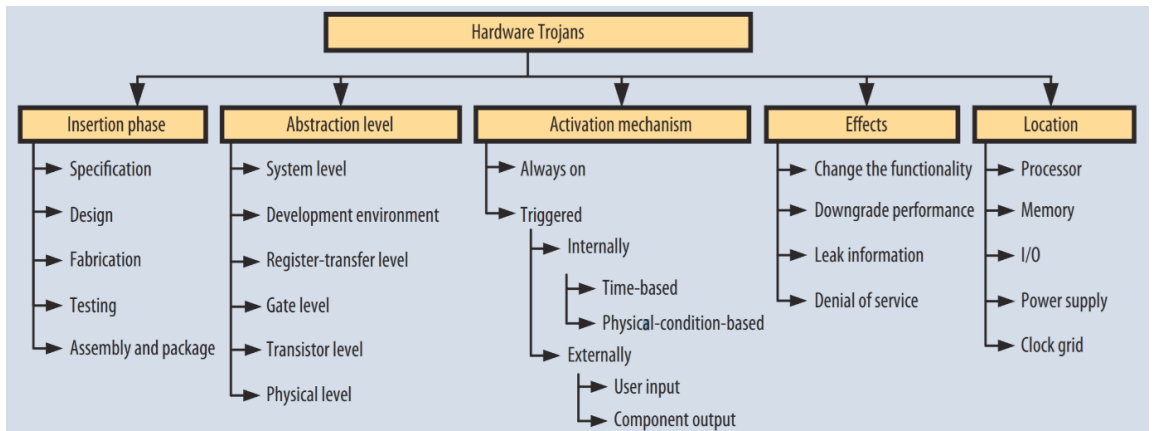 Hardware Trojans
Insertion phase
Specification
Design
Fabrication
Testing
Assembly and package
Abstraction level
System level
Development environment
Register-transfer level
Gate level
Transistor level
Physical level
Activation mechanism
Always on
Triggered
Internally
Time-based
Physical-condition-based
Externally
User input
Component output
Effects
Change the functionality
Downgrade performance
Leak information
Denial of service
Location
Processor
Memory
I/O
Power supply
Clock grid